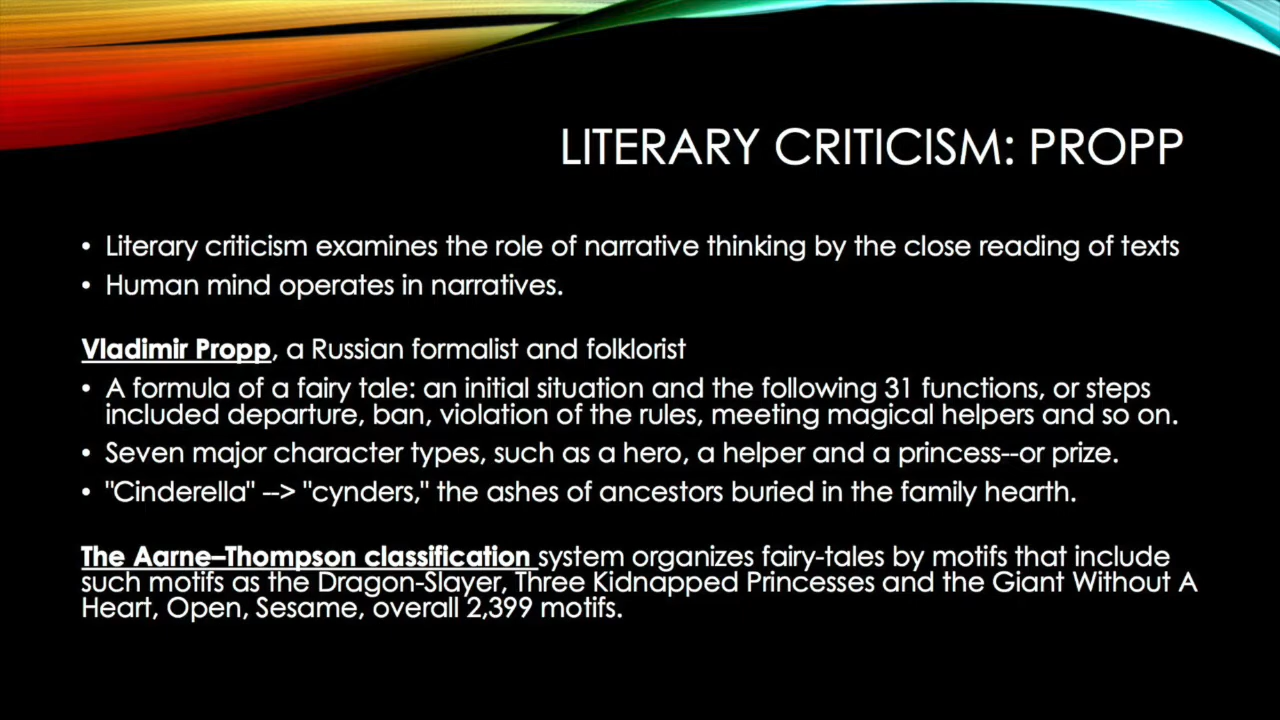 LITERARY CRITICISM: PROPP
• Literary criticism examines the role of narrative thinking by the close reading of texts
• Human mind operates in narratives.
Vladimir Propp, a Russian formalist and folklorist
• A formula of a fairy tale: an initial situation and the following 31 functions, or steps
included departure, ban, violation of the rules, meeting magical helpers and so on.
• Seven major character types, such as a hero, a helper and a princess--or prize.
• "Cinderella" --> "cynders," the ashes of ancestors buried in the family hearth.
The Aarne–Thompson classification system organizes fairy-tales by motifs that include
such motifs as the Dragon-Slayer, Three Kidnapped Princesses and the Giant Without A
Heart, Open, Sesame, overall 2,399 motifs.